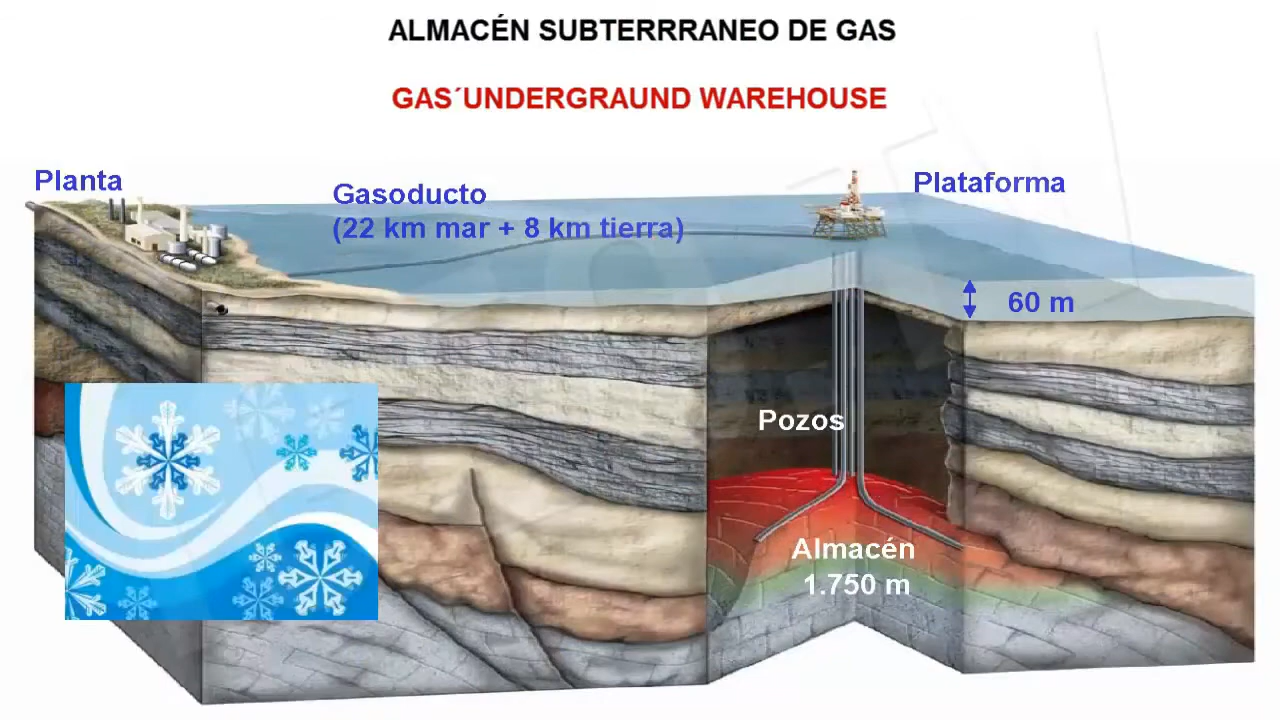 ALMACÉN SUBTERRRANEO DE GAS
GAS´UNDERGRAUND WAREHOUSE
Planta
Gasoducto
(22 km mar + 8 km tierra)
Plataforma
60 m
Pozos
Almacén
1.750 m